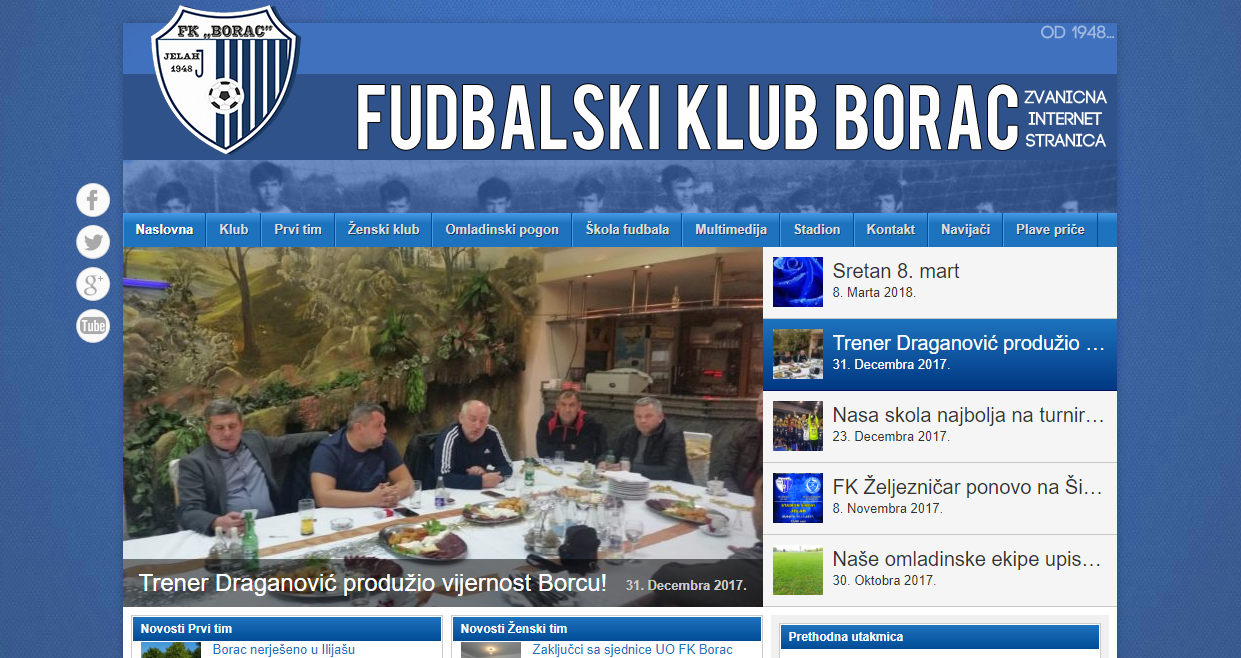 FK „BORAC”
JELAH
1948
OD 1948...
FUDBALSKI KLUB BORAC
ZVANICNA
INTERNET
STRANICA
Naslovna Klub Prvi tim Ženski klub Omladinski pogon Škola fudbala Multimedija Stadion Kontakt Navijači Plave priče
f
g+
Tube
Sretan 8. mart
8. Marta 2018.
Trener Draganović produžio ...
31. Decembra 2017.
Nasa skola najbolja na turnir...
23. Decembra 2017.
FK Željezničar ponovo na Ši...
8. Novembra 2017.
Naše omladinske ekipe upis...
30. Oktobra 2017.
Trener Draganović produžio vijernost Borcu! 31. Decembra 2017.
Novosti Prvi tim
Borac nerješeno u Ilijašu
Novosti Ženski tim
Zaključci sa sjednice UO FK Borac
Prethodna utakmica